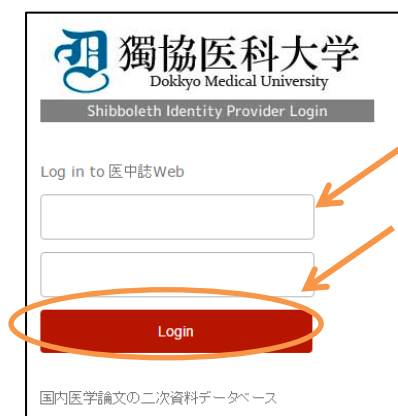 獨協医科大学
Dokkyo Medical University
Shibboleth Identity Provider Login
Log in to 医中誌Web
Login
国内医学論文の二次資料データベース